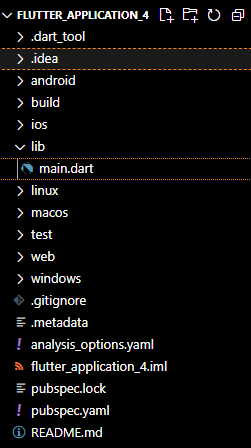 FLUTTER_APPLICATION_4
.dart_tool
.idea
android
build
ios
lib
main.dart
linux
macos
test
web
windows
.gitignore
.metadata
analysis_options.yaml
flutter_application_4.iml
pubspec.lock
pubspec.yaml
README.md